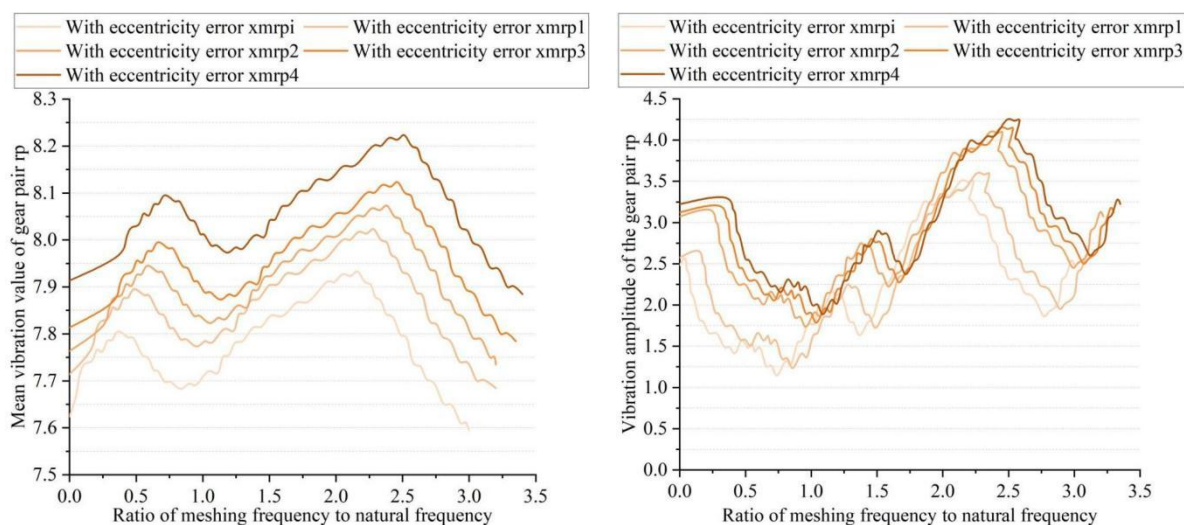 With eccentricity error xmrpi With eccentricity error xmrp1
With eccentricity error xmrp2 With eccentricity error xmrp3
With eccentricity error xmrp4
8.3
8.2
8.1
8.0
7.9
7.8
7.7
7.6
7.5
Mean vibration value of gear pair rp
0.0 0.5 1.0 1.5 2.0 2.5 3.0 3.5
Ratio of meshing frequency to natural frequency
With eccentricity error xmrpi With eccentricity error xmrp1
With eccentricity error xmrp2 With eccentricity error xmrp3
With eccentricity error xmrp4
4.5
4.0
3.5
3.0
2.5
2.0
1.5
1.0
0.5
0.0
Vibration amplitude of the gear pair rp
0.0 0.5 1.0 1.5 2.0 2.5 3.0 3.5
Ratio of meshing frequency to natural frequency